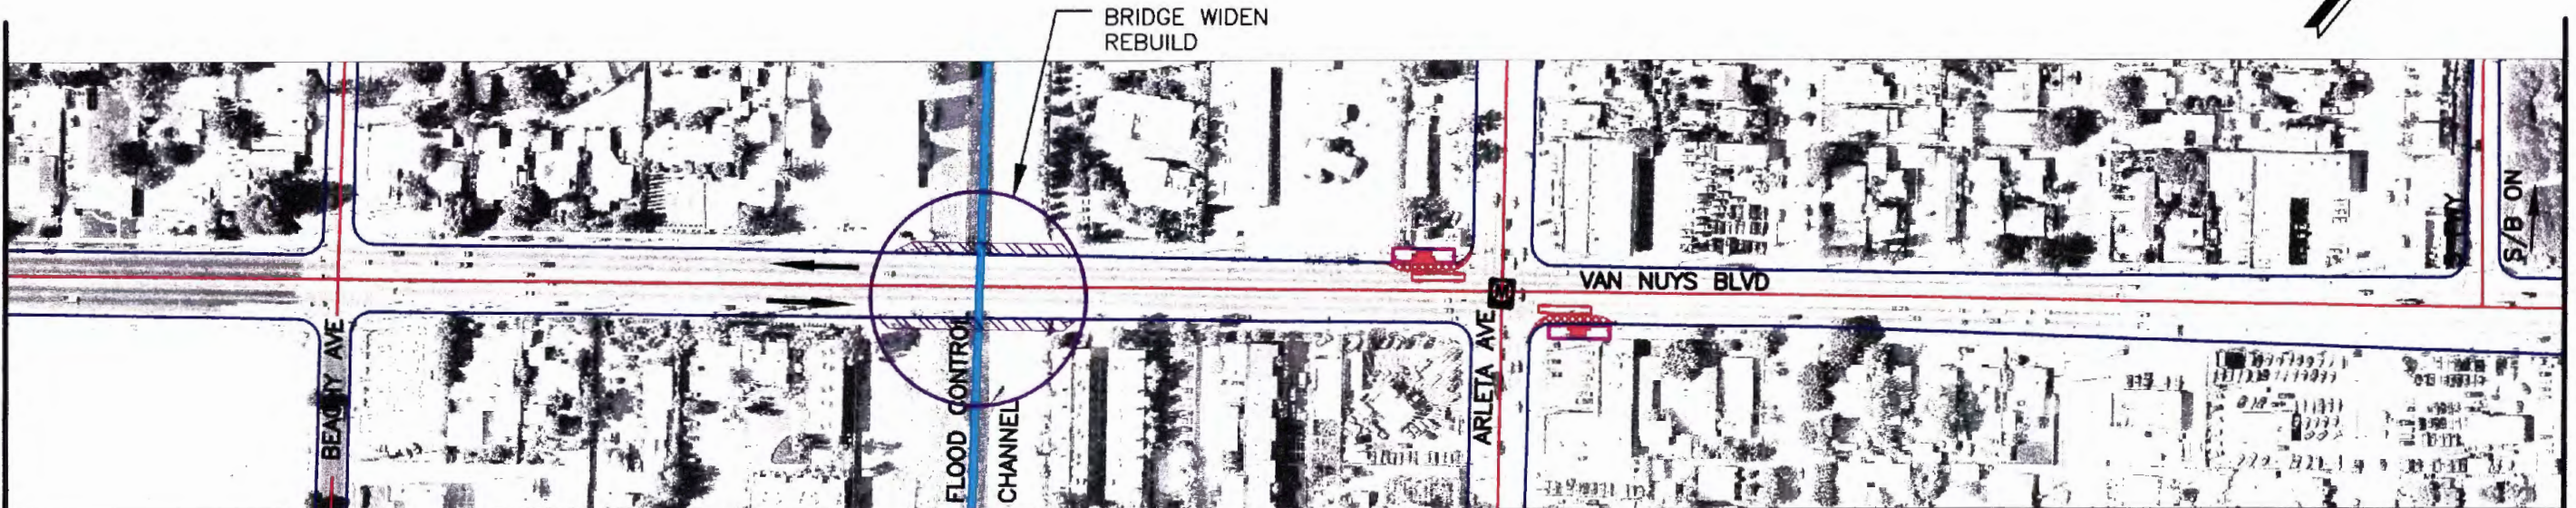 BRIDGE WIDEN
REBUILD
VAN NUYS BLVD
S/B ON
BEACHY AVE
FLOOD CONTROL
CHANNEL
ARLETA AVE
M